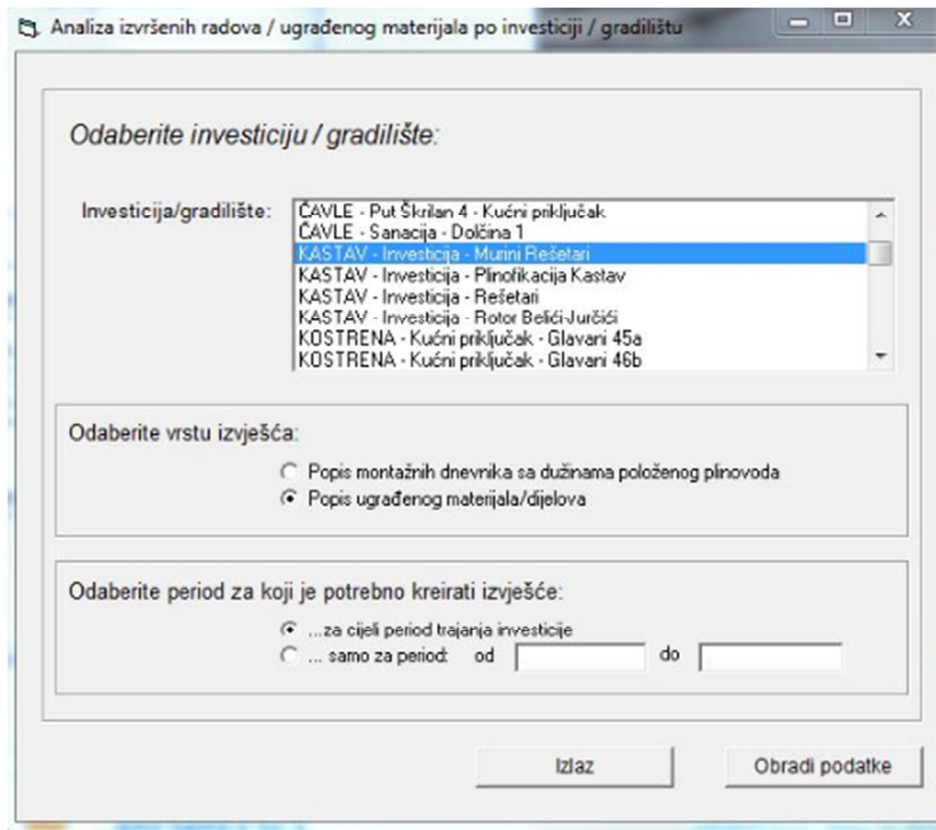 Analiza izvršenih radova / ugrađenog materijala po investiciji / gradilištu
Odaberite investiciju / gradilište:
Investicija/gradilište:
ČAVLE - Put Škrilan 4 - Kućni priključak
ČAVLE - Sanacija - Dolčina 1
KASTAV - Investicija - Murini Rešetari
KASTAV - Investicija - Plinofikacija Kastav
KASTAV - Investicija - Rešetari
KASTAV - Investicija - Rotor Belići-Jurčići
KOSTRENA - Kućni priključak - Glavani 45a
KOSTRENA - Kućni priključak - Glavani 46b
Odaberite vrstu izvješća:
Popis montažnih dnevnika sa dužinama položenog plinovoda
Popis ugrađenog materijala/dijelova
Odaberite period za koji je potrebno kreirati izvješće:
...za cijeli period trajanja investicije
... samo za period: od do
Izlaz Obradi podatke